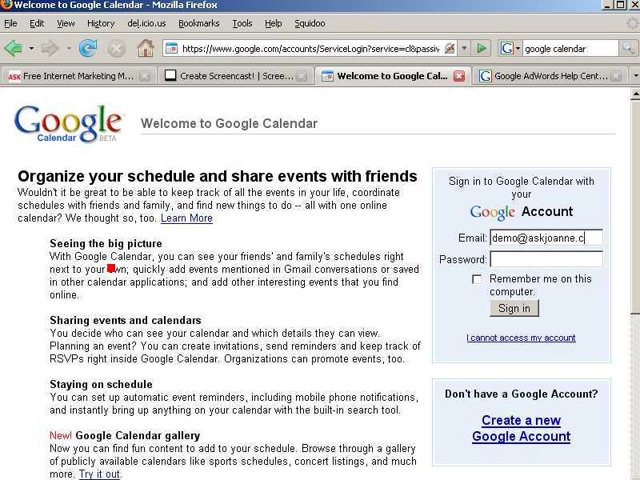 Welcome to Google Calendar - Mozilla Firefox
File Edit View History del.icio.us Bookmarks Tools Help Squidoo
https://www.google.com/accounts/ServiceLogin?service=cl&passiv
google calendar
ASK Free Internet Marketing M...
Create Screencast! | Scree...
Welcome to Google Cal...
Google AdWords Help Cent...
Google
Calendar BETA
Welcome to Google Calendar
Organize your schedule and share events with friends
Wouldn't it be great to be able to keep track of all the events in your life, coordinate
schedules with friends and family, and find new things to do -- all with one online
calendar? We thought so, too. Learn More
Seeing the big picture
With Google Calendar, you can see your friends' and family's schedules right
next to your own; quickly add events mentioned in Gmail conversations or saved
in other calendar applications; and add other interesting events that you find
online.
Sharing events and calendars
You decide who can see your calendar and which details they can view.
Planning an event? You can create invitations, send reminders and keep track of
RSVPs right inside Google Calendar. Organizations can promote events, too.
Staying on schedule
You can set up automatic event reminders, including mobile phone notifications,
and instantly bring up anything on your calendar with the built-in search tool.
New! Google Calendar gallery
Now you can find fun content to add to your schedule. Browse through a gallery
of publicly available calendars like sports schedules, concert listings, and much
more. Try it out.
Sign in to Google Calendar with
your
Google Account
Email: demo@askjoanne.c
Password:
Remember me on this
computer.
Sign in
I cannot access my account
Don't have a Google Account?
Create a new
Google Account